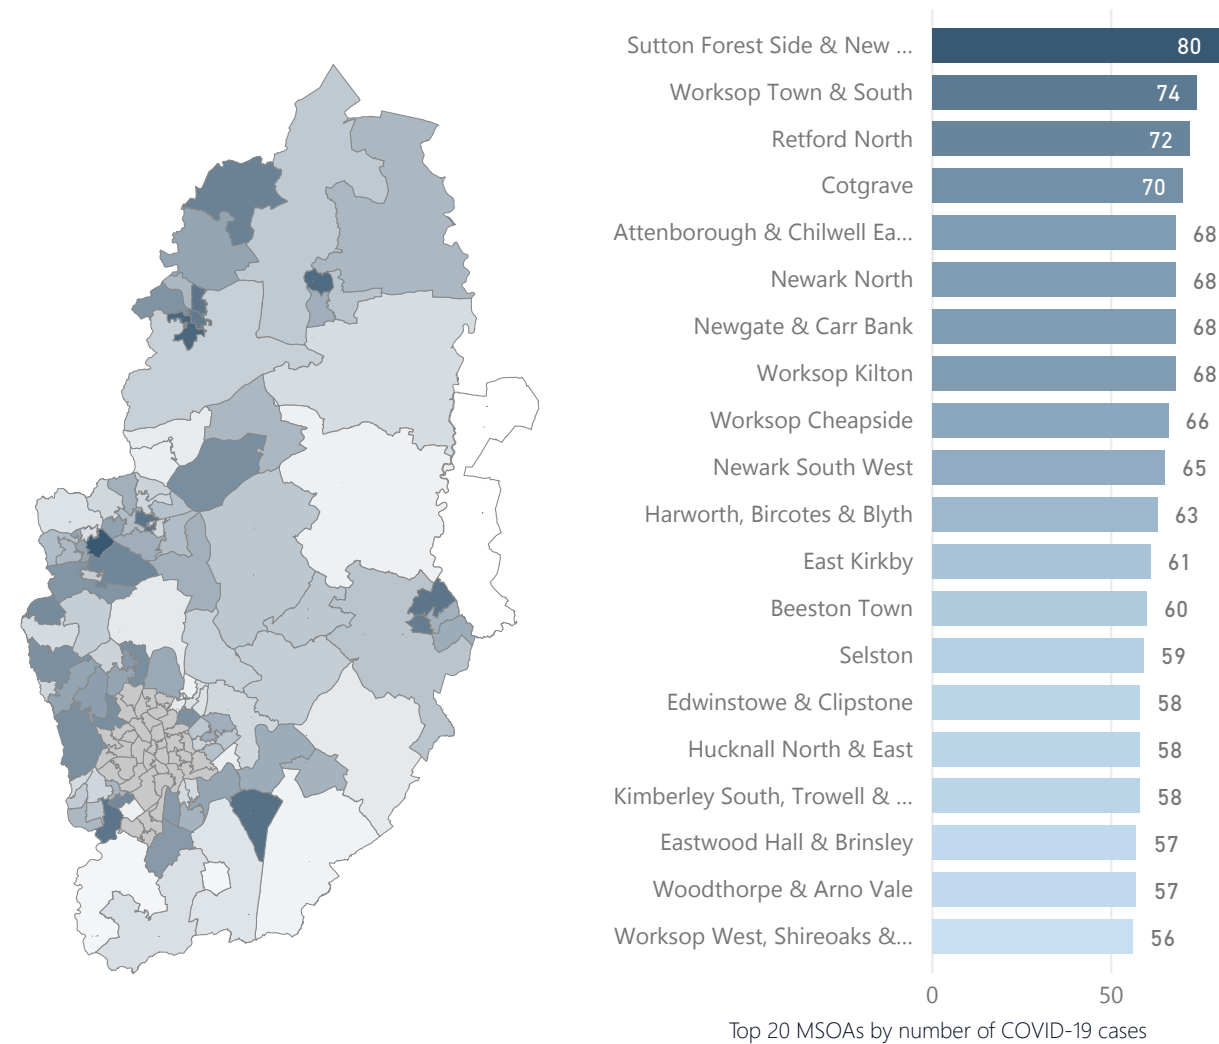 Sutton Forest Side & New ... 80
Worksop Town & South 74
Retford North 72
Cotgrave 70
Attenborough & Chilwell Ea... 68
Newark North 68
Newgate & Carr Bank 68
Worksop Kilton 68
Worksop Cheapside 66
Newark South West 65
Harworth, Bircotes & Blyth 63
East Kirkby 61
Beeston Town 60
Selston 59
Edwinstowe & Clipstone 58
Hucknall North & East 58
Kimberley South, Trowell & ... 58
Eastwood Hall & Brinsley 57
Woodthorpe & Arno Vale 57
Worksop West, Shireoaks &... 56
0 50
Top 20 MSOAs by number of COVID-19 cases